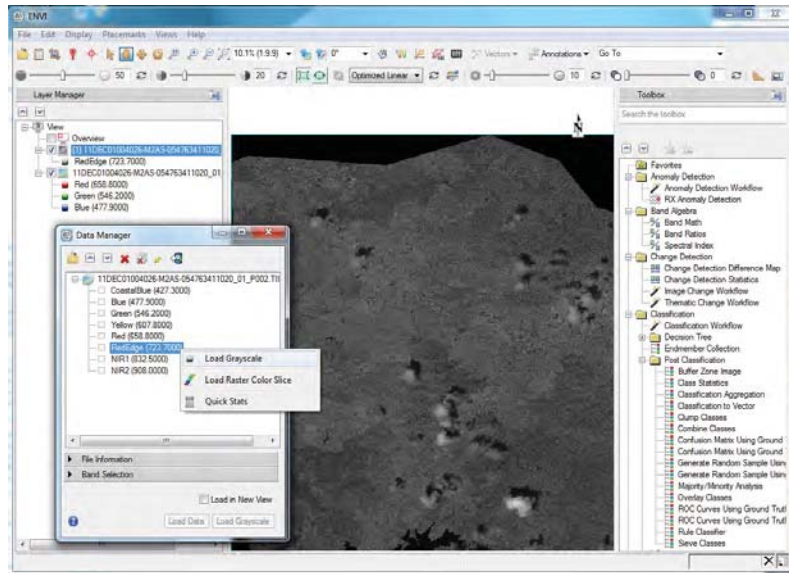 ENVI
File Edit Display Placemarks Views Help
10.1% (1:9.9) 0° Vectors Annotations Go To
50 20 Optimized Linear 10 0
Layer Manager
View
Overview
[1] 11DEC01004026-M2AS-054763411020_
RedEdge (723.7000)
11DEC01004026-M2AS-054763411020_01
Red (658.8000)
Green (546.2000)
Blue (477.9000)
Data Manager
11DEC01004026-M2AS-054763411020_01_P002.TI
CoastalBlue (427.3000)
Blue (477.9000)
Green (546.2000)
Yellow (607.8000)
Red (658.8000)
RedEdge (723.7000)
NIR1 (832.5000)
NIR2 (908.0000)
Load Grayscale
Load Raster Color Slice
Quick Stats
File Information
Band Selection
Load in New View
Load Data Load Grayscale
N
Toolbox
Search the toolbox
Favorites
Anomaly Detection
Anomaly Detection Workflow
RX Anomaly Detection
Band Algebra
Band Math
Band Ratios
Spectral Index
Change Detection
Change Detection Difference Map
Change Detection Statistics
Image Change Workflow
Thematic Change Workflow
Classification
Classification Workflow
Decision Tree
Endmember Collection
Post Classification
Buffer Zone Image
Class Statistics
Classification Aggregation
Classification to Vector
Clump Classes
Combine Classes
Confusion Matrix Using Ground
Confusion Matrix Using Ground
Generate Random Sample Usin
Generate Random Sample Usin
Majority/Minority Analysis
Overlay Classes
ROC Curves Using Ground Trut
ROC Curves Using Ground Trut
Rule Classifier
Sieve Classes